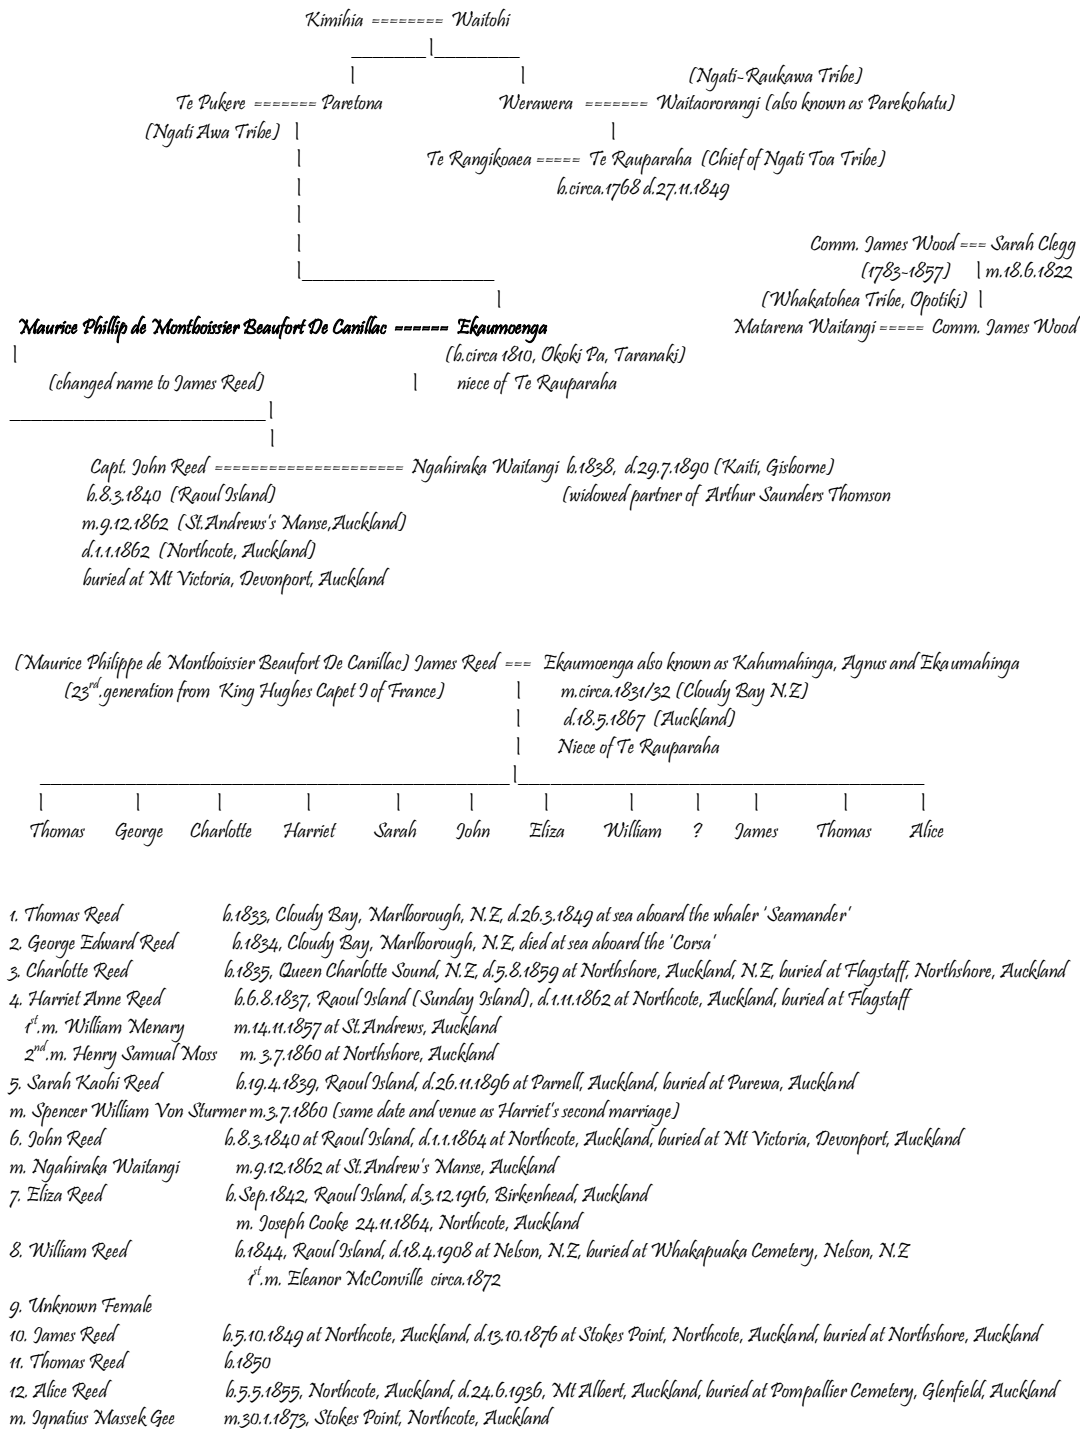 Kimihia ======== Waitohi
(Ngati-Raukawa Tribe)
Te Pukere ======= Paretona Werawera ======= Waitaororangi (also known as Parekohatu)
(Ngati Awa Tribe)
Te Rangikoaea ===== Te Rauparaha (Chief of Ngati Toa Tribe)
b.circa.1768 d.27.11.1849
Comm. James Wood === Sarah Clegg
(1783-1857) m.18.6.1822
(Whakatohea Tribe, Opotiki)
Maurice Phillip de Montboissier Beaufort De Canillac ====== Ekaumoenga Matarena Waitangi ===== Comm. James Wood
(b.circa 1810, Okoki Pa, Taranaki)
(changed name to James Reed) niece of Te Rauparaha
Capt. John Reed ===================== Ngahiraka Waitangi b.1838, d.29.7.1890 (Kaiti, Gisborne)
b.8.3.1840 (Raoul Island) (widowed partner of Arthur Saunders Thomson
m.9.12.1862 (St.Andrews's Manse,Auckland)
d.1.1.1862 (Northcote, Auckland)
buried at Mt Victoria, Devonport, Auckland
(Maurice Philippe de Montboissier Beaufort De Canillac) James Reed === Ekaumoenga also known as Kahumahinga, Agnus and Ekaumahinga
(23rd.generation from King Hughes Capet I of France) m.circa.1831/32 (Cloudy Bay N.Z)
d.18.5.1867 (Auckland)
Niece of Te Rauparaha
Thomas George Charlotte Harriet Sarah John Eliza William ? James Thomas Alice
1. Thomas Reed b.1833, Cloudy Bay, Marlborough, N.Z, d.26.3.1849 at sea aboard the whaler 'Seamander'
2. George Edward Reed b.1834, Cloudy Bay, Marlborough, N.Z, died at sea aboard the 'Corsa'
3. Charlotte Reed b.1835, Queen Charlotte Sound, N.Z, d.5.8.1859 at Northshore, Auckland, N.Z, buried at Flagstaff, Northshore, Auckland
4. Harriet Anne Reed b.6.8.1837, Raoul Island (Sunday Island), d.1.11.1862 at Northcote, Auckland, buried at Flagstaff
1st.m. William Menary m.14.11.1857 at St.Andrews, Auckland
2nd.m. Henry Samual Moss m. 3.7.1860 at Northshore, Auckland
5. Sarah Kaohi Reed b.19.4.1839, Raoul Island, d.26.11.1896 at Parnell, Auckland, buried at Purewa, Auckland
m. Spencer William Von Sturmer m.3.7.1860 (same date and venue as Harriet's second marriage)
6. John Reed b.8.3.1840 at Raoul Island, d.1.1.1864 at Northcote, Auckland, buried at Mt Victoria, Devonport, Auckland
m. Ngahiraka Waitangi m.9.12.1862 at St.Andrew's Manse, Auckland
7. Eliza Reed b.Sep.1842, Raoul Island, d.3.12.1916, Birkenhead, Auckland
m. Joseph Cooke 24.11.1864, Northcote, Auckland
8. William Reed b.1844, Raoul Island, d.18.4.1908 at Nelson, N.Z, buried at Whakapuaka Cemetery, Nelson, N.Z
1st.m. Eleanor McConville circa.1872
9. Unknown Female
10. James Reed b.5.10.1849 at Northcote, Auckland, d.13.10.1876 at Stokes Point, Northcote, Auckland, buried at Northshore, Auckland
11. Thomas Reed b.1850
12. Alice Reed b.5.5.1855, Northcote, Auckland, d.24.6.1936, Mt Albert, Auckland, buried at Pompallier Cemetery, Glenfield, Auckland
m. Ignatius Massek Gee m.30.1.1873, Stokes Point, Northcote, Auckland